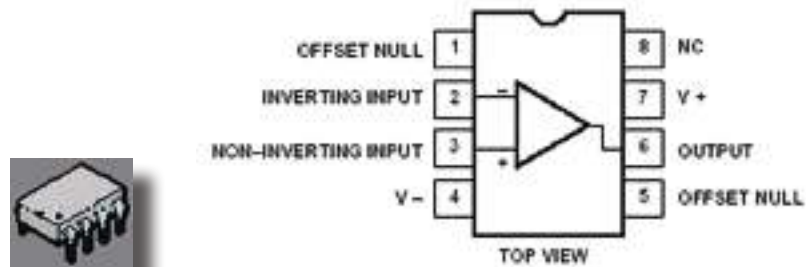 OFFSET NULL 1
INVERTING INPUT 2
NON-INVERTING INPUT 3
V - 4
8 NC
7 V +
6 OUTPUT
5 OFFSET NULL
- 
+
TOP VIEW